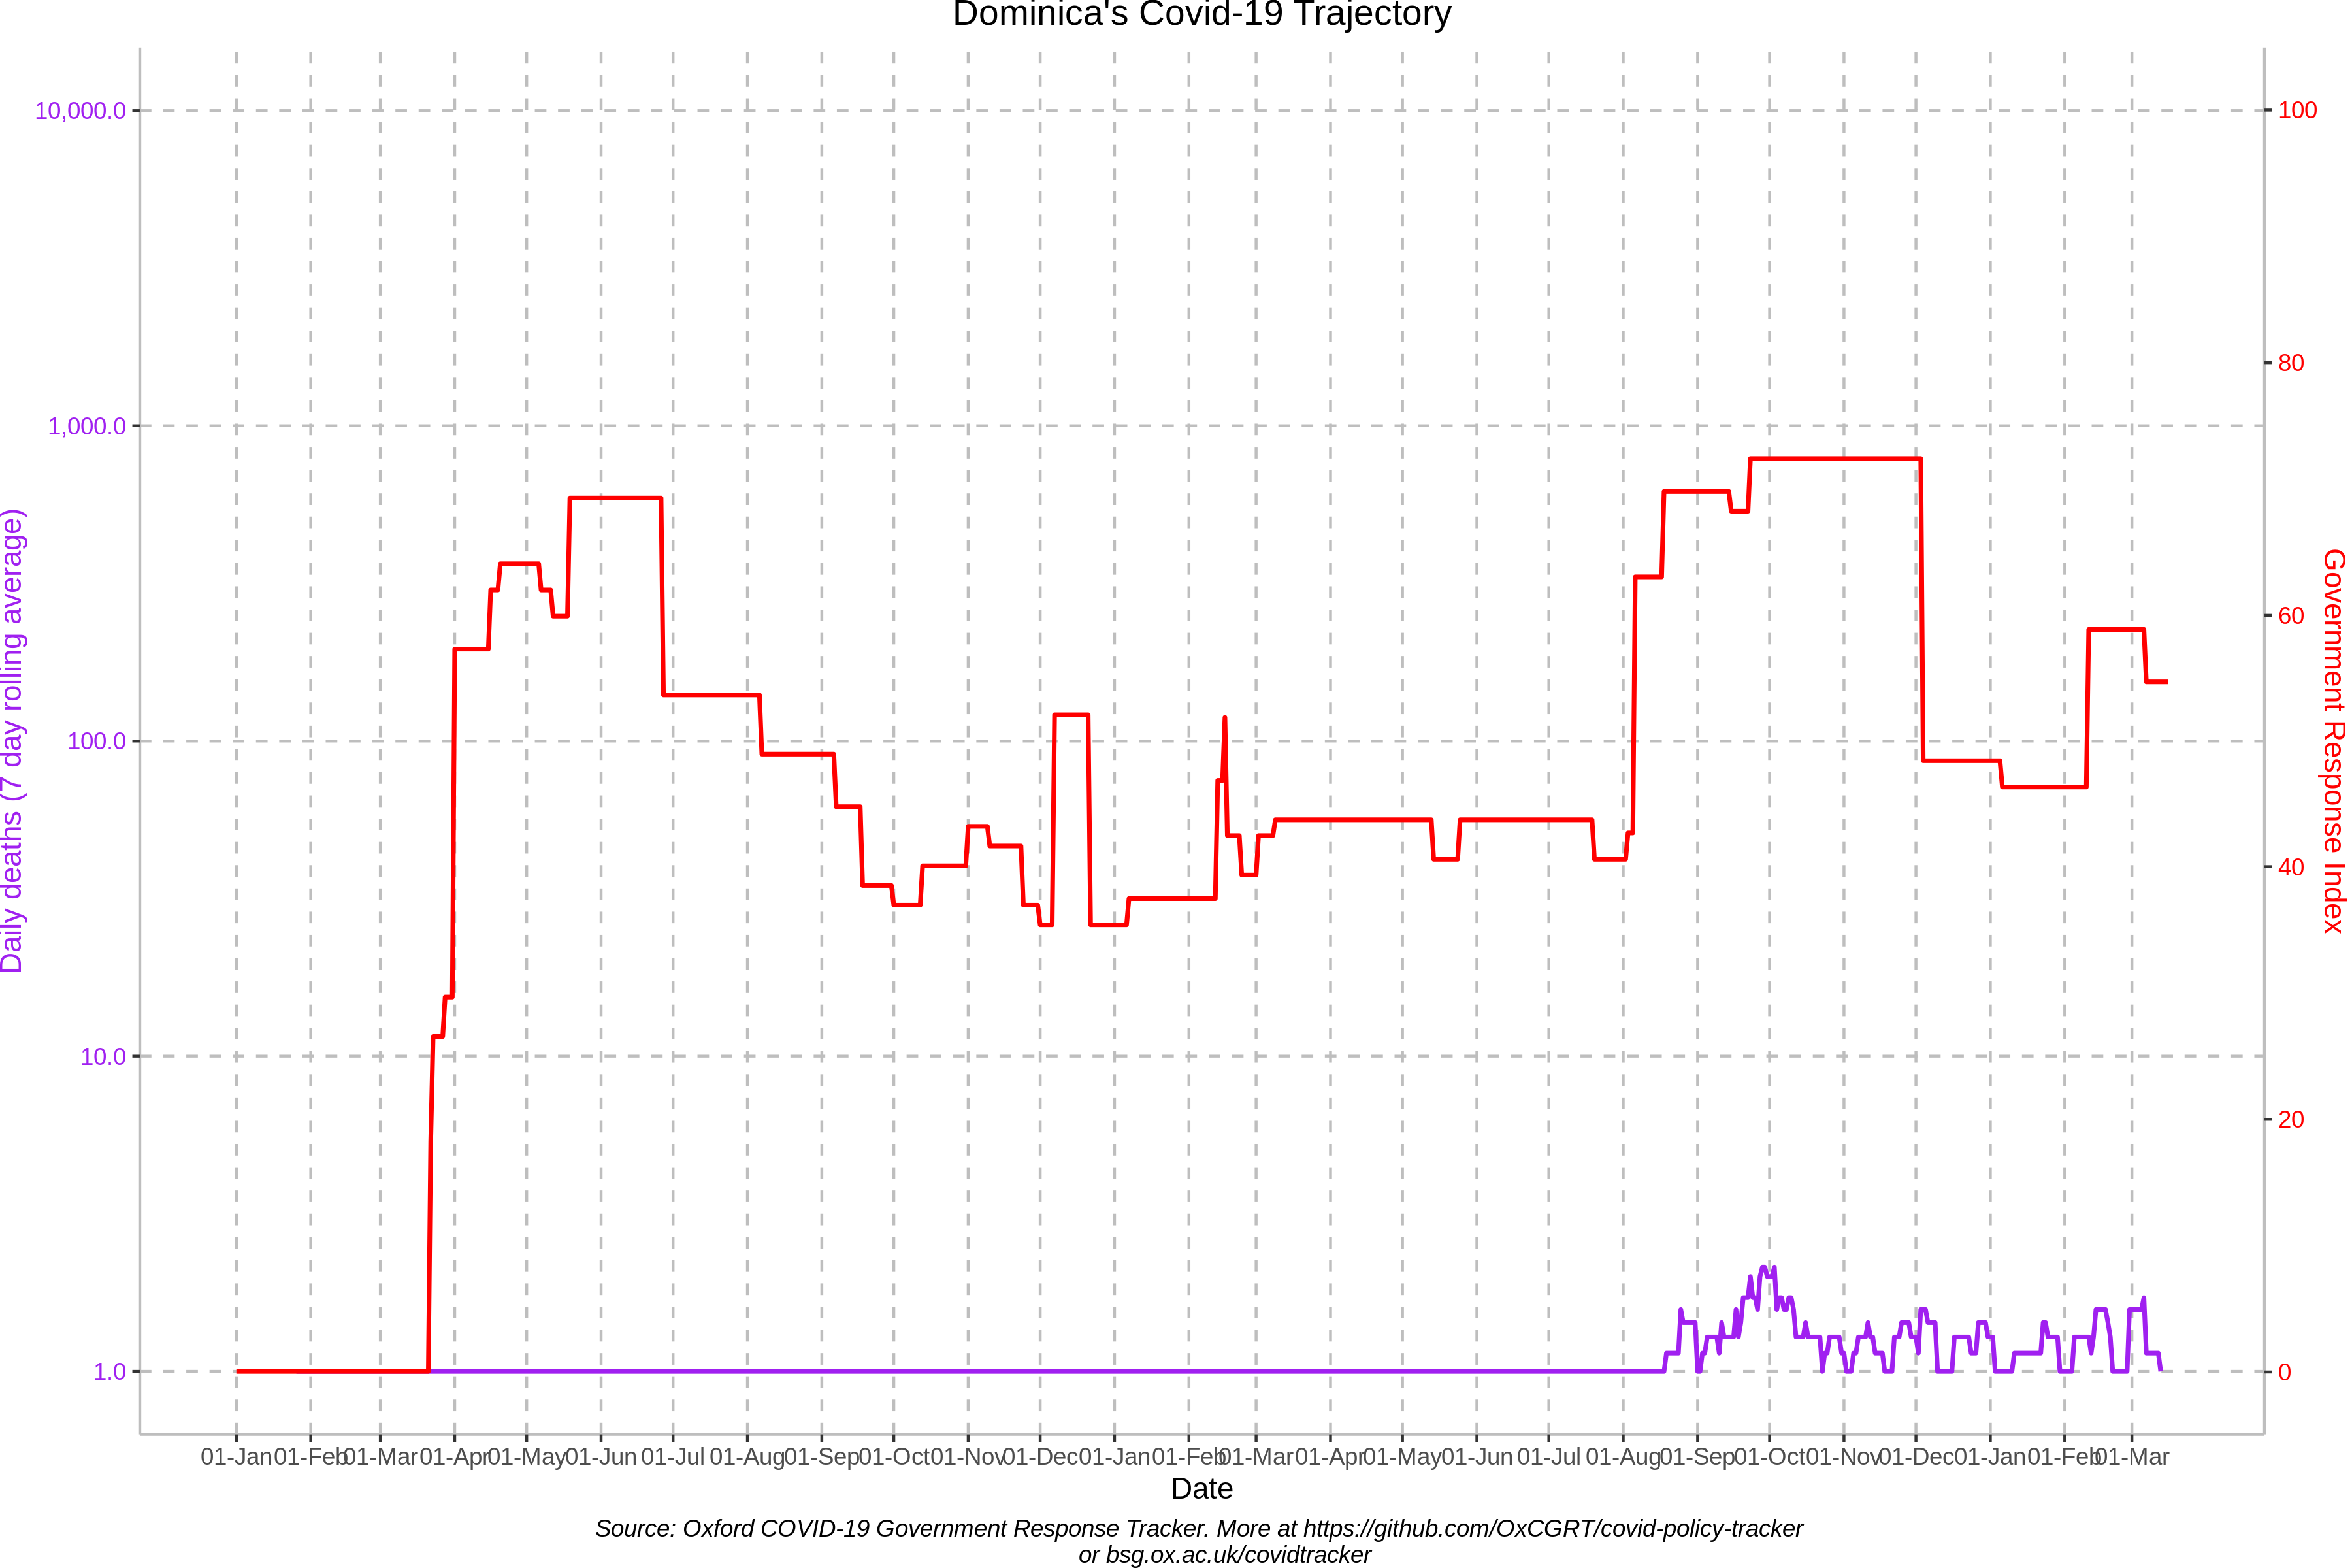 Dominica's Covid-19 Trajectory
10,000.0
1,000.0
100.0
10.0
1.0
Daily deaths (7 day rolling average)
100
80
60
40
20
0
Government Response Index
01-Jan 01-Feb 01-Mar 01-Apr 01-May 01-Jun 01-Jul 01-Aug 01-Sep 01-Oct 01-Nov 01-Dec 01-Jan 01-Feb 01-Mar 01-Apr 01-May 01-Jun 01-Jul 01-Aug 01-Sep 01-Oct 01-Nov 01-Dec 01-Jan 01-Feb 01-Mar
Date
Source: Oxford COVID-19 Government Response Tracker. More at https://github.com/OxCGRT/covid-policy-tracker
or bsg.ox.ac.uk/covidtracker